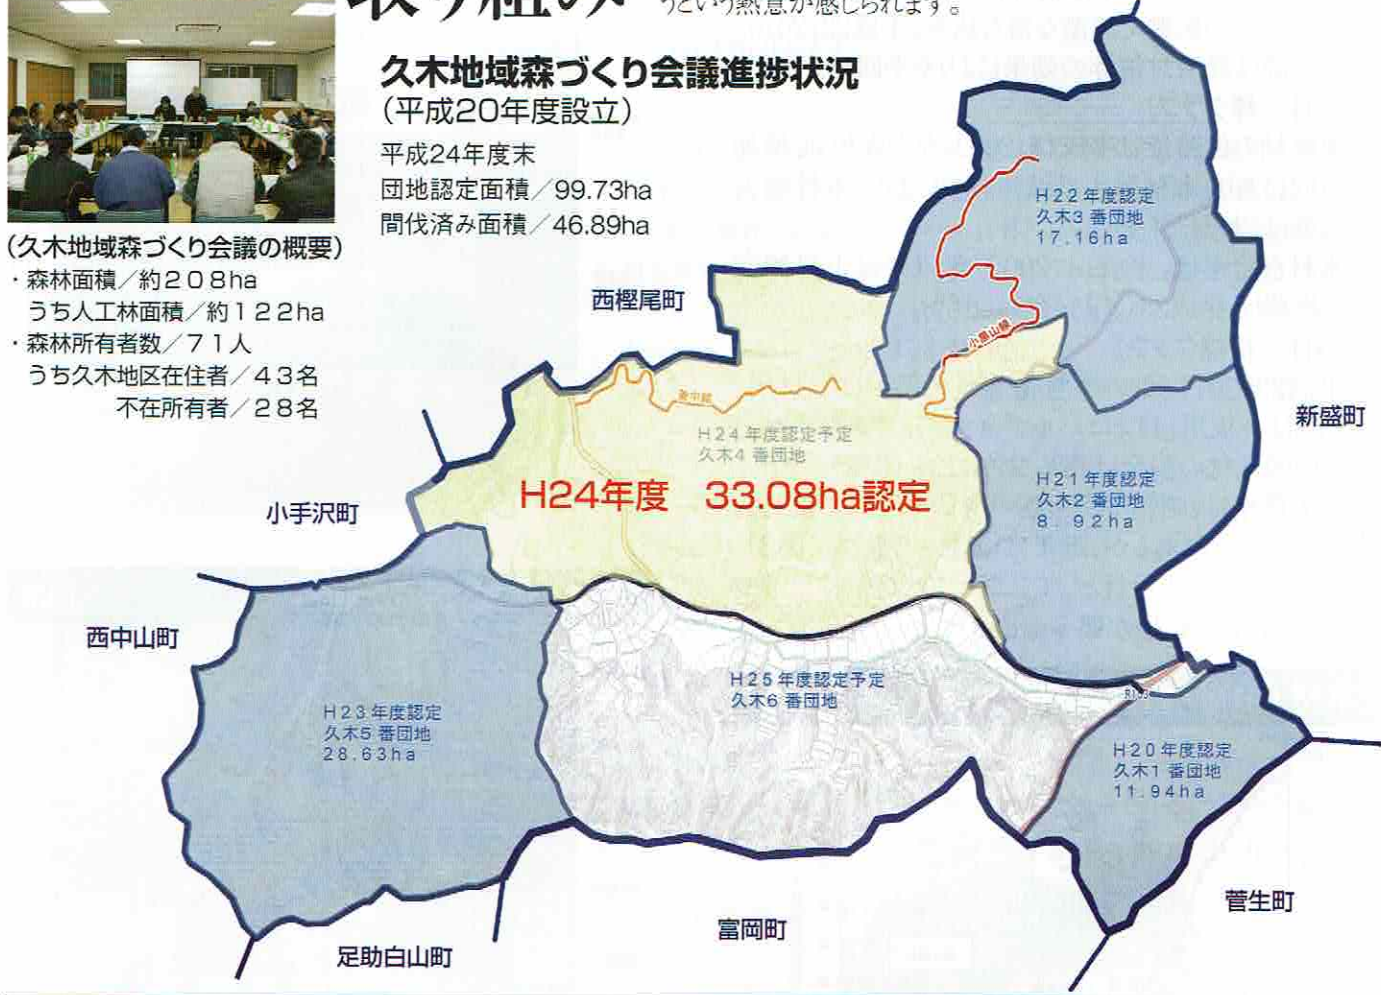 取り組み
うという熱意が感じられます。
久木地域森づくり会議進捗状況
（平成20年度設立）
平成24年度末
団地認定面積／99.73ha
間伐済み面積／46.89ha
（久木地域森づくり会議の概要）
・森林面積／約208ha
うち人工林面積／約122ha
・森林所有者数／71人
うち久木地区在住者／43名
不在所有者／28名
西樫尾町
H22年度認定
久木3番団地
17.16ha
小黒山線
新盛町
H24年度認定予定
久木4番団地
H24年度 33.08ha認定
H21年度認定
久木2番団地
8.92ha
小手沢町
西中山町
H25年度認定予定
久木6番団地
H23年度認定
久木5番団地
28.63ha
H20年度認定
久木1番団地
11.94ha
菅生町
富岡町
足助白山町